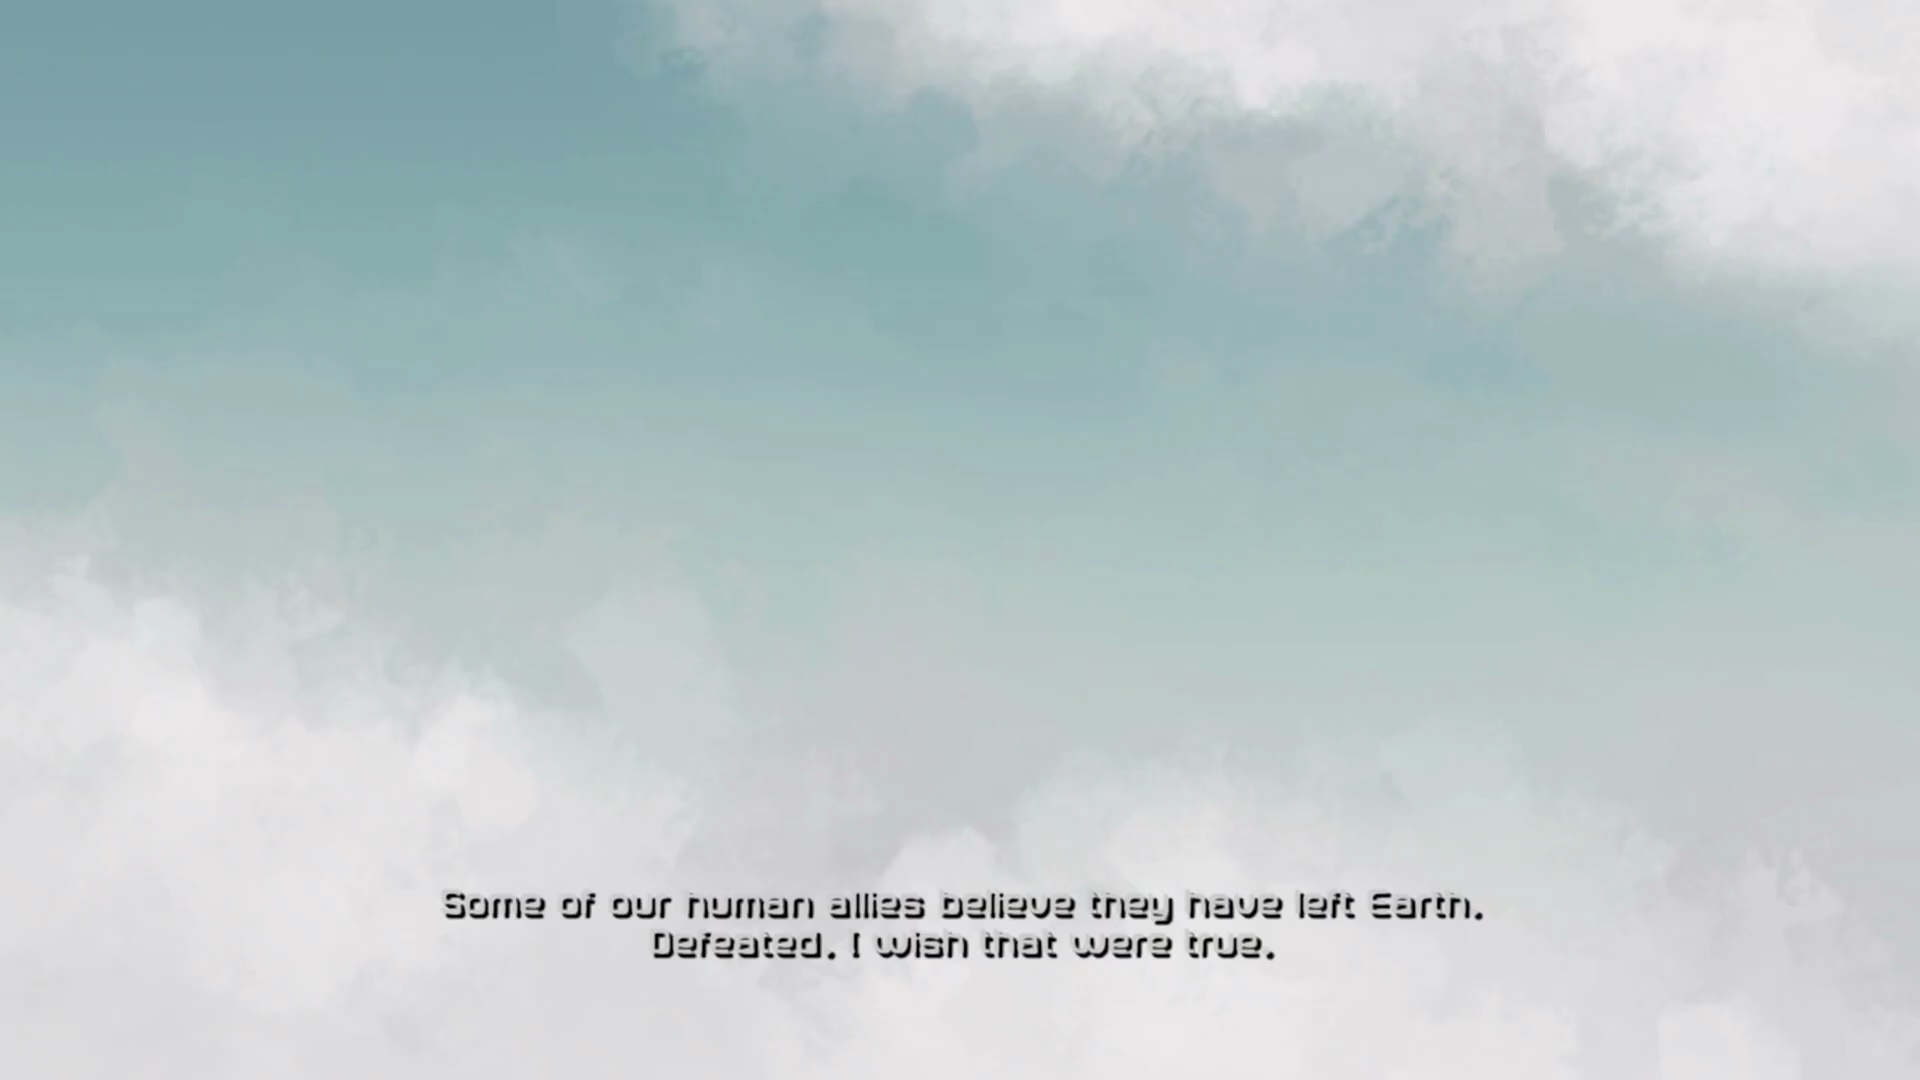 Some of our human allies believe they have left Earth.
Defeated. I wish that were true.